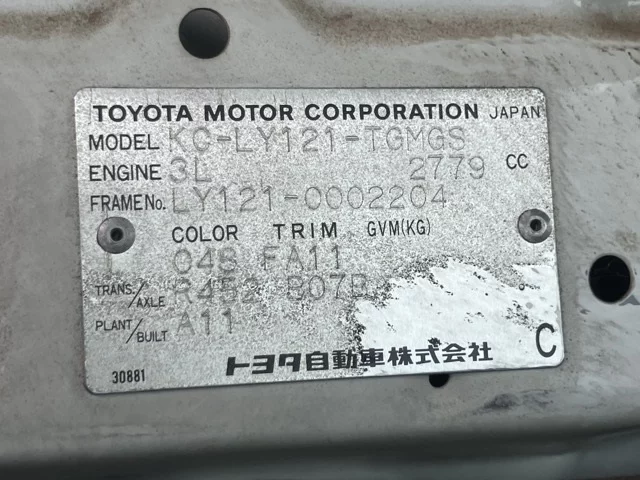 TOYOTA MOTOR CORPORATION JAPAN
MODEL KC-LY121-TGMGS
ENGINE 3L 2779 CC
FRAME No. LY121-0002204
COLOR TRIM GVM(KG)
04S FA11
TRANS./AXLE R452 B07B
PLANT/BUILT A11
トヨタ自動車株式会社 C
30881